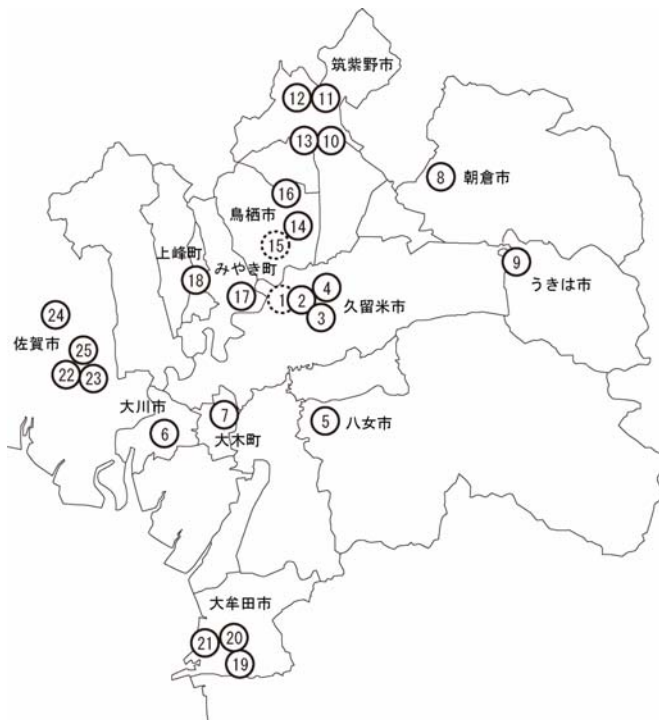 筑紫野市
12 11
13 10
8 朝倉市
16
鳥栖市
14
15
上峰町
みやき町
9
うきは市
18
17
1 2 4
3
久留米市
24
佐賀市
25
22 23
大川市
6
7
大木町
5 八女市
大牟田市
21 20
19